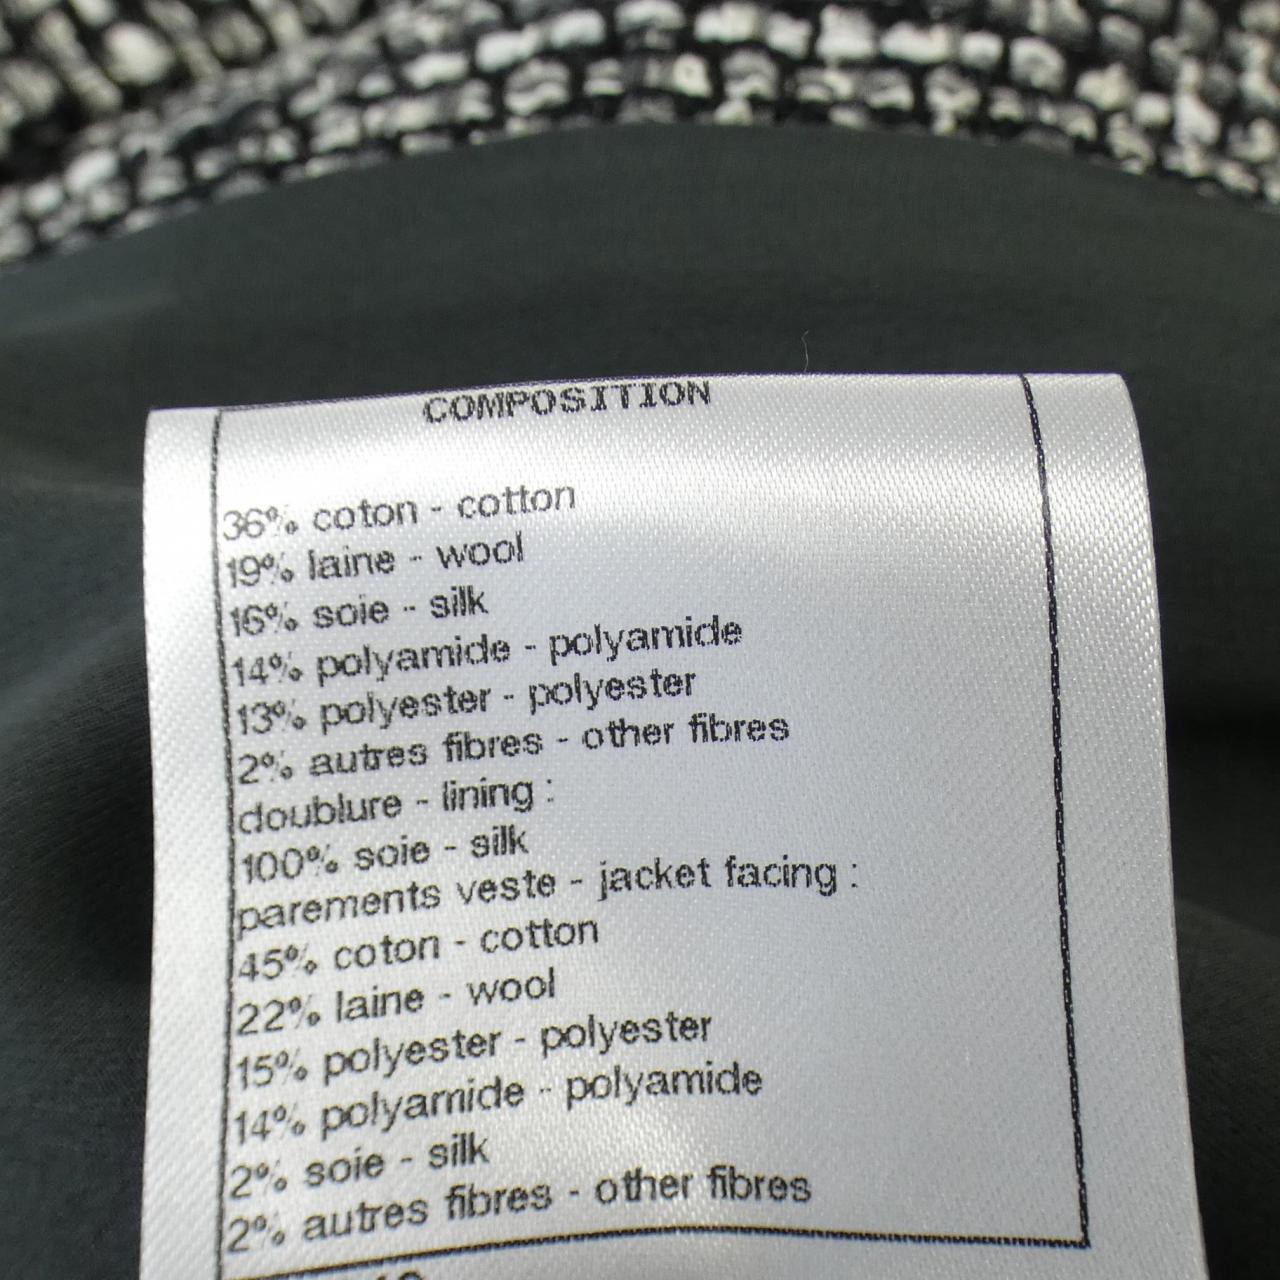 COMPOSITION
36% coton - cotton
19% laine - wool
16% soie - silk
14% polyamide - polyamide
13% polyester - polyester
2% autres fibres - other fibres
doublure - lining :
100% soie - silk
parements veste - jacket facing :
45% coton - cotton
22% laine - wool
15% polyester - polyester
14% polyamide - polyamide
2% soie - silk
2% autres fibres - other fibres